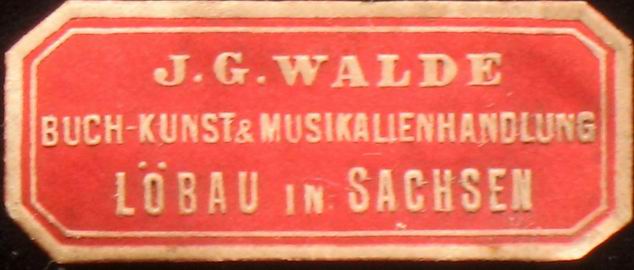 J. G. WALDE
BUCH-KUNST & MUSIKALIENHANDLUNG
LÖBAU IN SACHSEN